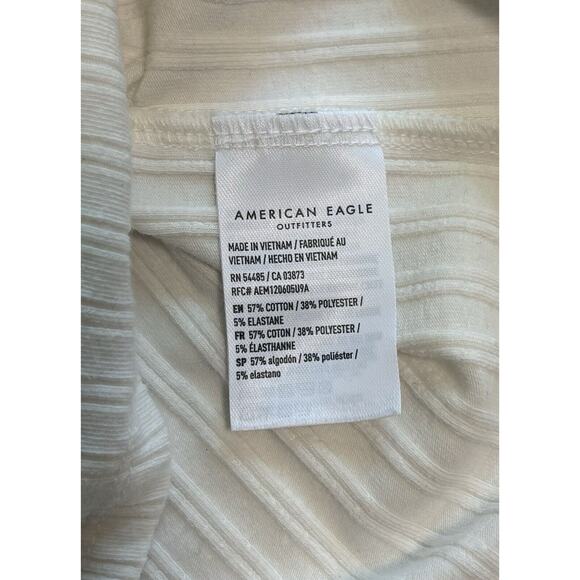 AMERICAN EAGLE
OUTFITTERS
MADE IN VIETNAM / FABRIQUÉ AU
VIETNAM / HECHO EN VIETNAM
RN 54485 / CA 03873
RFC# AEM120605U9A
EN 57% COTTON / 38% POLYESTER /
5% ELASTANE
FR 57% COTON / 38% POLYESTER /
5% ÉLASTHANNE
SP 57% algodón / 38% poliéster /
5% elastano